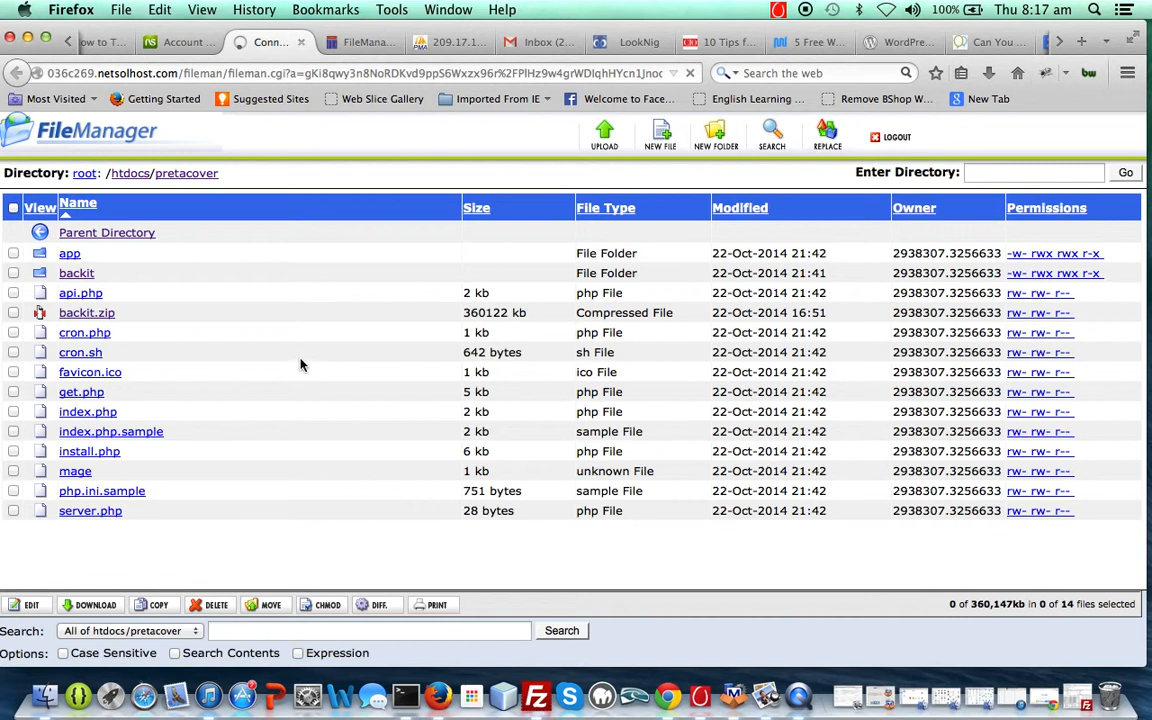 Firefox File Edit View History Bookmarks Tools Window Help 100% Thu 8:17 am
ow to T... Account ... Conn... FileMana... 209.17.1... Inbox (2... LookNig 10 Tips f... 5 Free W... WordPre... Can You ...
036c269.netsolhost.com/fileman/fileman.cgi?a= Search the web bw
Most Visited Getting Started Suggested Sites Web Slice Gallery Imported From IE Welcome to Face... English Learning ... Remove BShop W... New Tab
FileManager UPLOAD NEW FILE NEW FOLDER SEARCH REPLACE LOGOUT
Directory: root: /htdocs/pretacover Enter Directory: Go
View Name Size File Type Modified Owner Permissions
Parent Directory
app File Folder 22-Oct-2014 21:42 2938307.3256633 -w- rwx rwx r-x
backit File Folder 22-Oct-2014 21:41 2938307.3256633 -w- rwx rwx r-x
api.php 2 kb php File 22-Oct-2014 21:42 2938307.3256633 rw- rw- r--
backit.zip 360122 kb Compressed File 22-Oct-2014 16:51 2938307.3256633 rw- rw- r--
cron.php 1 kb php File 22-Oct-2014 21:42 2938307.3256633 rw- rw- r--
cron.sh 642 bytes sh File 22-Oct-2014 21:42 2938307.3256633 rw- rw- r--
favicon.ico 1 kb ico File 22-Oct-2014 21:42 2938307.3256633 rw- rw- r--
get.php 5 kb php File 22-Oct-2014 21:42 2938307.3256633 rw- rw- r--
index.php 2 kb php File 22-Oct-2014 21:42 2938307.3256633 rw- rw- r--
index.php.sample 2 kb sample File 22-Oct-2014 21:42 2938307.3256633 rw- rw- r--
install.php 6 kb php File 22-Oct-2014 21:42 2938307.3256633 rw- rw- r--
mage 1 kb unknown File 22-Oct-2014 21:42 2938307.3256633 rw- rw- r--
php.ini.sample 751 bytes sample File 22-Oct-2014 21:42 2938307.3256633 rw- rw- r--
server.php 28 bytes php File 22-Oct-2014 21:42 2938307.3256633 rw- rw- r--
EDIT DOWNLOAD COPY DELETE MOVE CHMOD DIFF. PRINT 0 of 360,147kb in 0 of 14 files selected
Search: All of htdocs/pretacover Search
Options: Case Sensitive Search Contents Expression